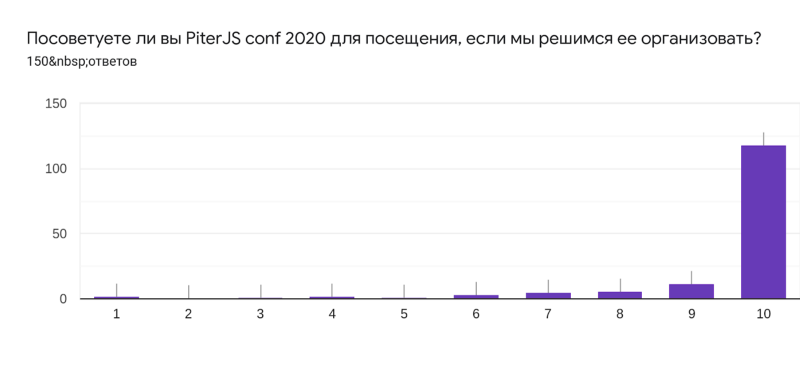 Посоветуете ли вы PiterJS conf 2020 для посещения, если мы решимся ее организовать?
150&nbsp;ответов
150
100
50
0
1 2 3 4 5 6 7 8 9 10